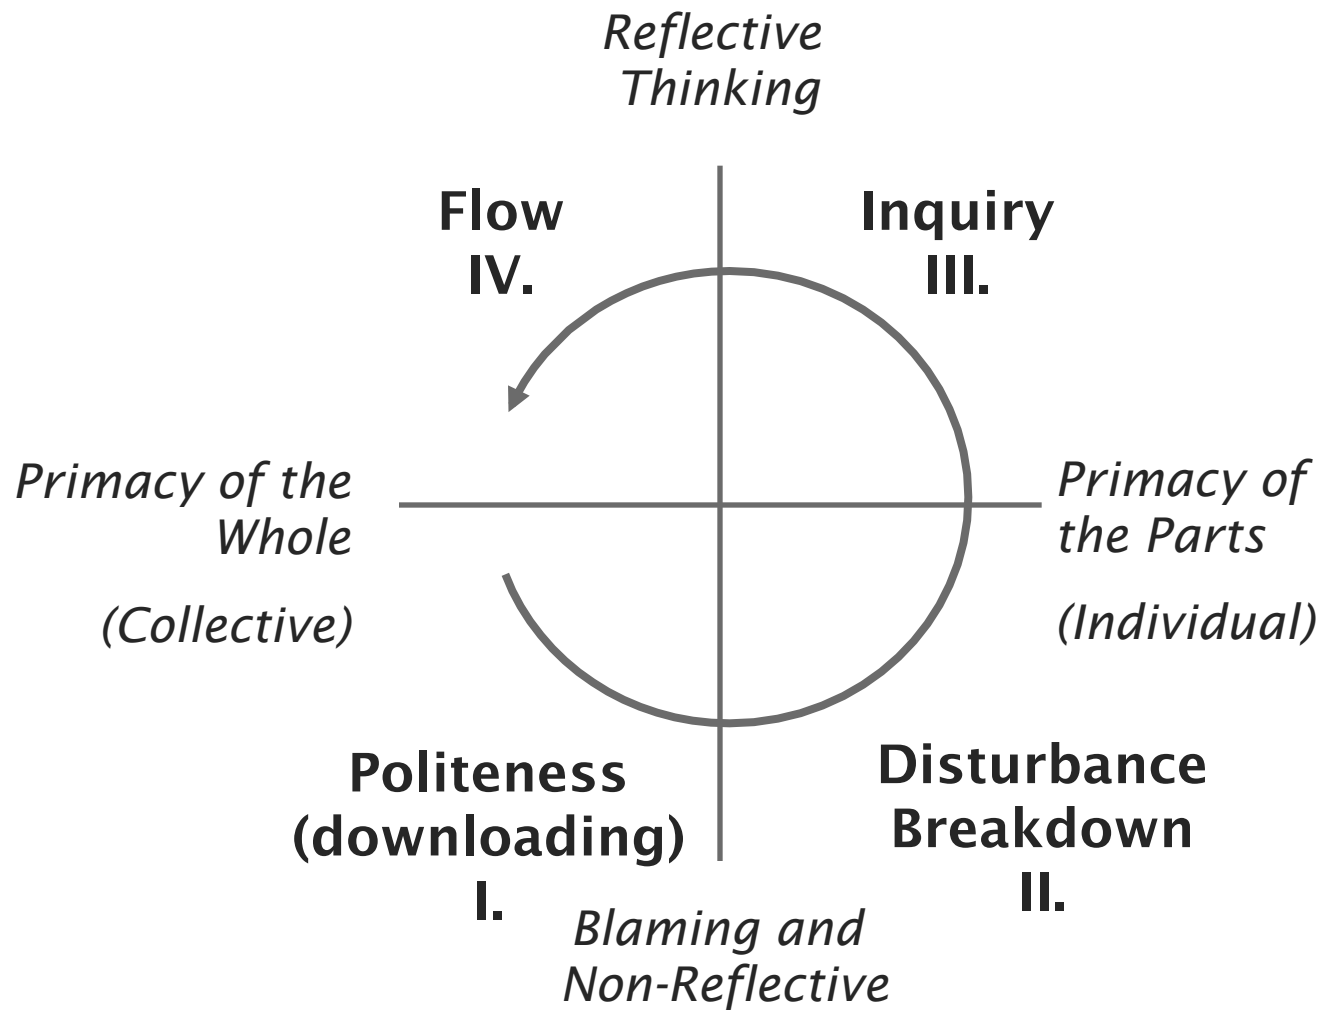 Reflective
Thinking
Flow
IV.
Inquiry
III.
Primacy of the
Whole
(Collective)
Primacy of
the Parts
(Individual)
Politeness
(downloading)
I.
Disturbance
Breakdown
II.
Blaming and
Non-Reflective